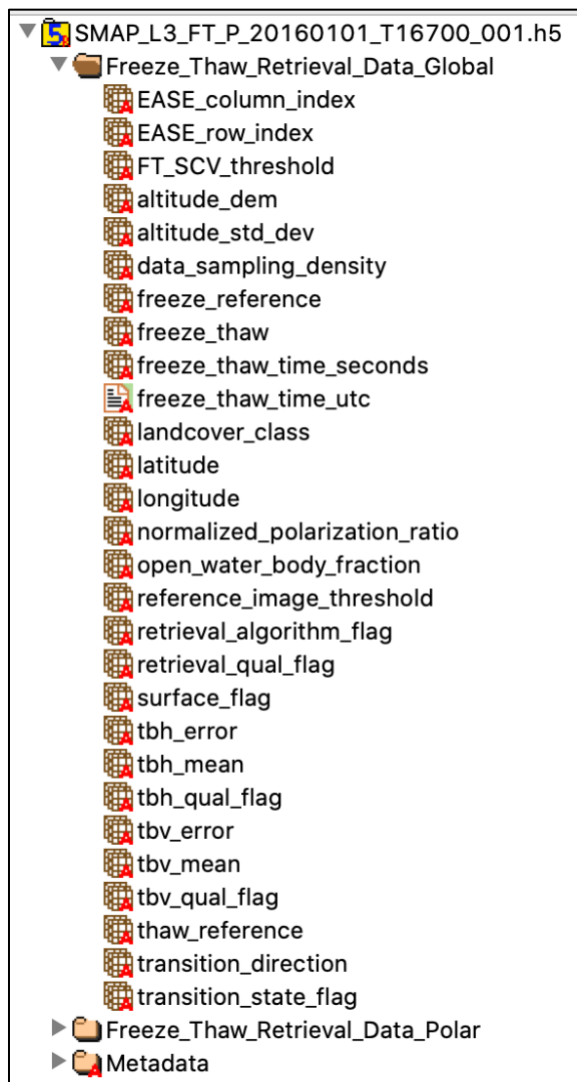 SMAP_L3_FT_P_20160101_T16700_001.h5
Freeze_Thaw_Retrieval_Data_Global
EASE_column_index
EASE_row_index
FT_SCV_threshold
altitude_dem
altitude_std_dev
data_sampling_density
freeze_reference
freeze_thaw
freeze_thaw_time_seconds
freeze_thaw_time_utc
landcover_class
latitude
longitude
normalized_polarization_ratio
open_water_body_fraction
reference_image_threshold
retrieval_algorithm_flag
retrieval_qual_flag
surface_flag
tbh_error
tbh_mean
tbh_qual_flag
tbv_error
tbv_mean
tbv_qual_flag
thaw_reference
transition_direction
transition_state_flag
Freeze_Thaw_Retrieval_Data_Polar
Metadata